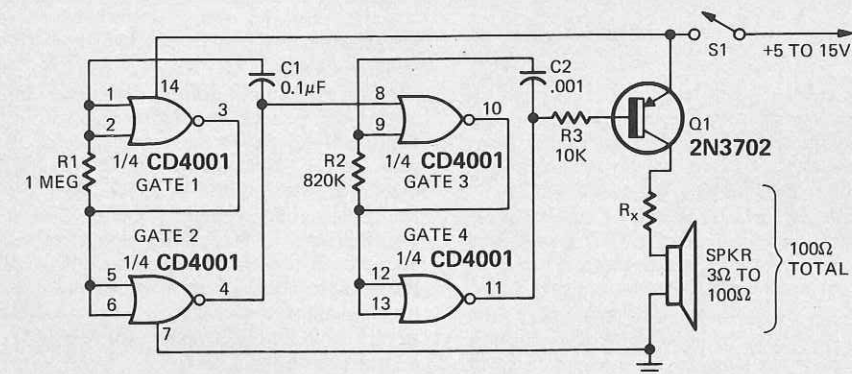 C1
0.1μF
14
1
2
3
R1
1 MEG
1/4 CD4001
GATE 1
GATE 2
1/4 CD4001
5
6
4
7
C2
.001
8
9
10
R2
820K
1/4 CD4001
GATE 3
GATE 4
1/4 CD4001
12
13
11
R3
10K
S1
+5 TO 15V
Q1
2N3702
Rx
SPKR
3Ω TO
100Ω
100Ω
TOTAL